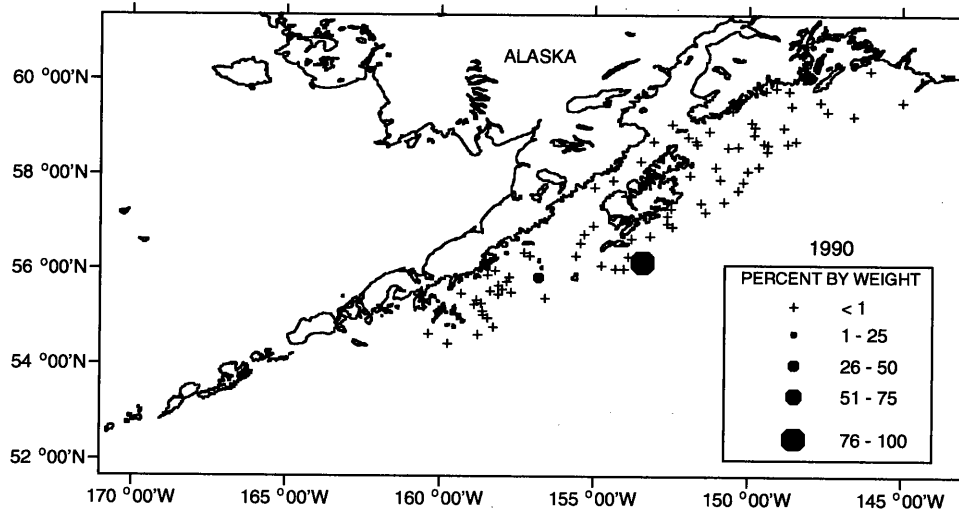 ALASKA
60 °00'N
58 °00'N
56 °00'N
54 °00'N
52 °00'N
1990
PERCENT BY WEIGHT
+ < 1
1 - 25
26 - 50
51 - 75
76 - 100
170 °00'W 165 °00'W 160 °00'W 155 °00'W 150 °00'W 145 °00'W